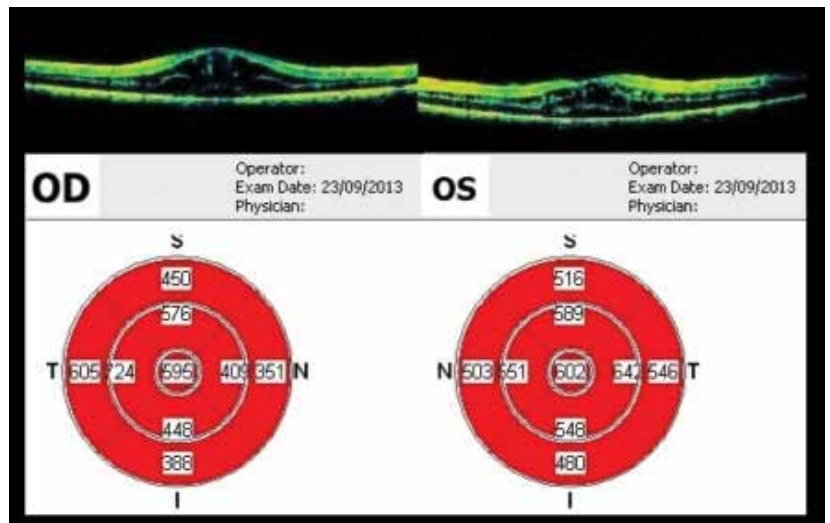 OD
Operator:
Exam Date: 23/09/2013
Physician:
OS
Operator:
Exam Date: 23/09/2013
Physician:
S
450
576
T 605 724 595 409 351 N
448
388
I
S
516
589
N 503 551 602 642 546 T
548
480
I